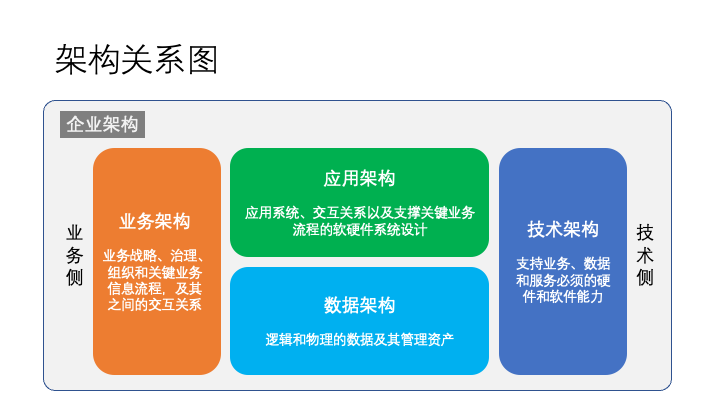 架构关系图
企业架构
业
务
侧
业务架构
业务战略、治理、
组织和关键业务
信息流程，及其
之间的交互关系
应用架构
应用系统、交互关系以及支撑关键业务
流程的软硬件系统设计
数据架构
逻辑和物理的数据及其管理资产
技术架构
支持业务、数据
和服务必须的硬
件和软件能力
技
术
侧